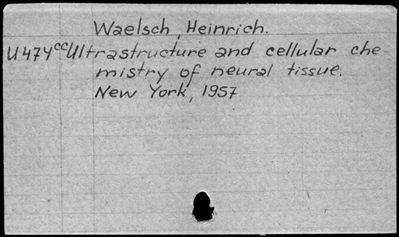 Waelsch, Heinrich.
U474cc Ultrastructure and cellular che-
mistry of neural tissue.
New York, 1957